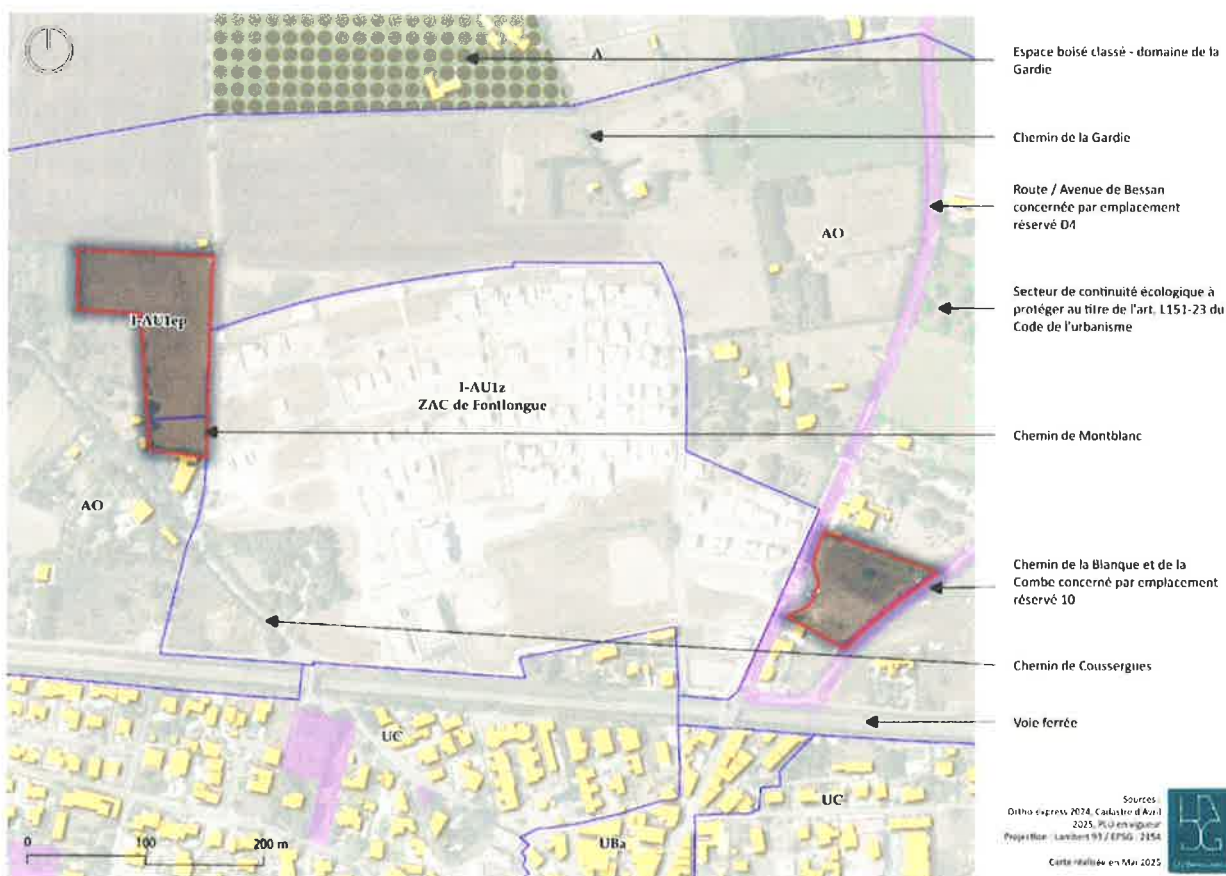 Espace boisé classé - domaine de la
Gardie
A
Chemin de la Gardie
Route / Avenue de Bessan
concernée par emplacement
réservé D4
AO
Secteur de continuité écologique à
protéger au titre de l'art. L151-23 du
Code de l'urbanisme
I-AU1ep
I-AU1z
ZAC de Fontlongue
Chemin de Montblanc
AO
Chemin de la Blanque et de la
Combe concerné par emplacement
réservé 10
Chemin de Coussergues
Voie ferrée
UC
UC
UBa
0 100 200 m
Sources :
Ortho express 2024, Cadastre d'Avril
2025, PLU en vigueur
Projection : Lambert 93 / EPSG : 2154
Carte réalisée en Mai 2025